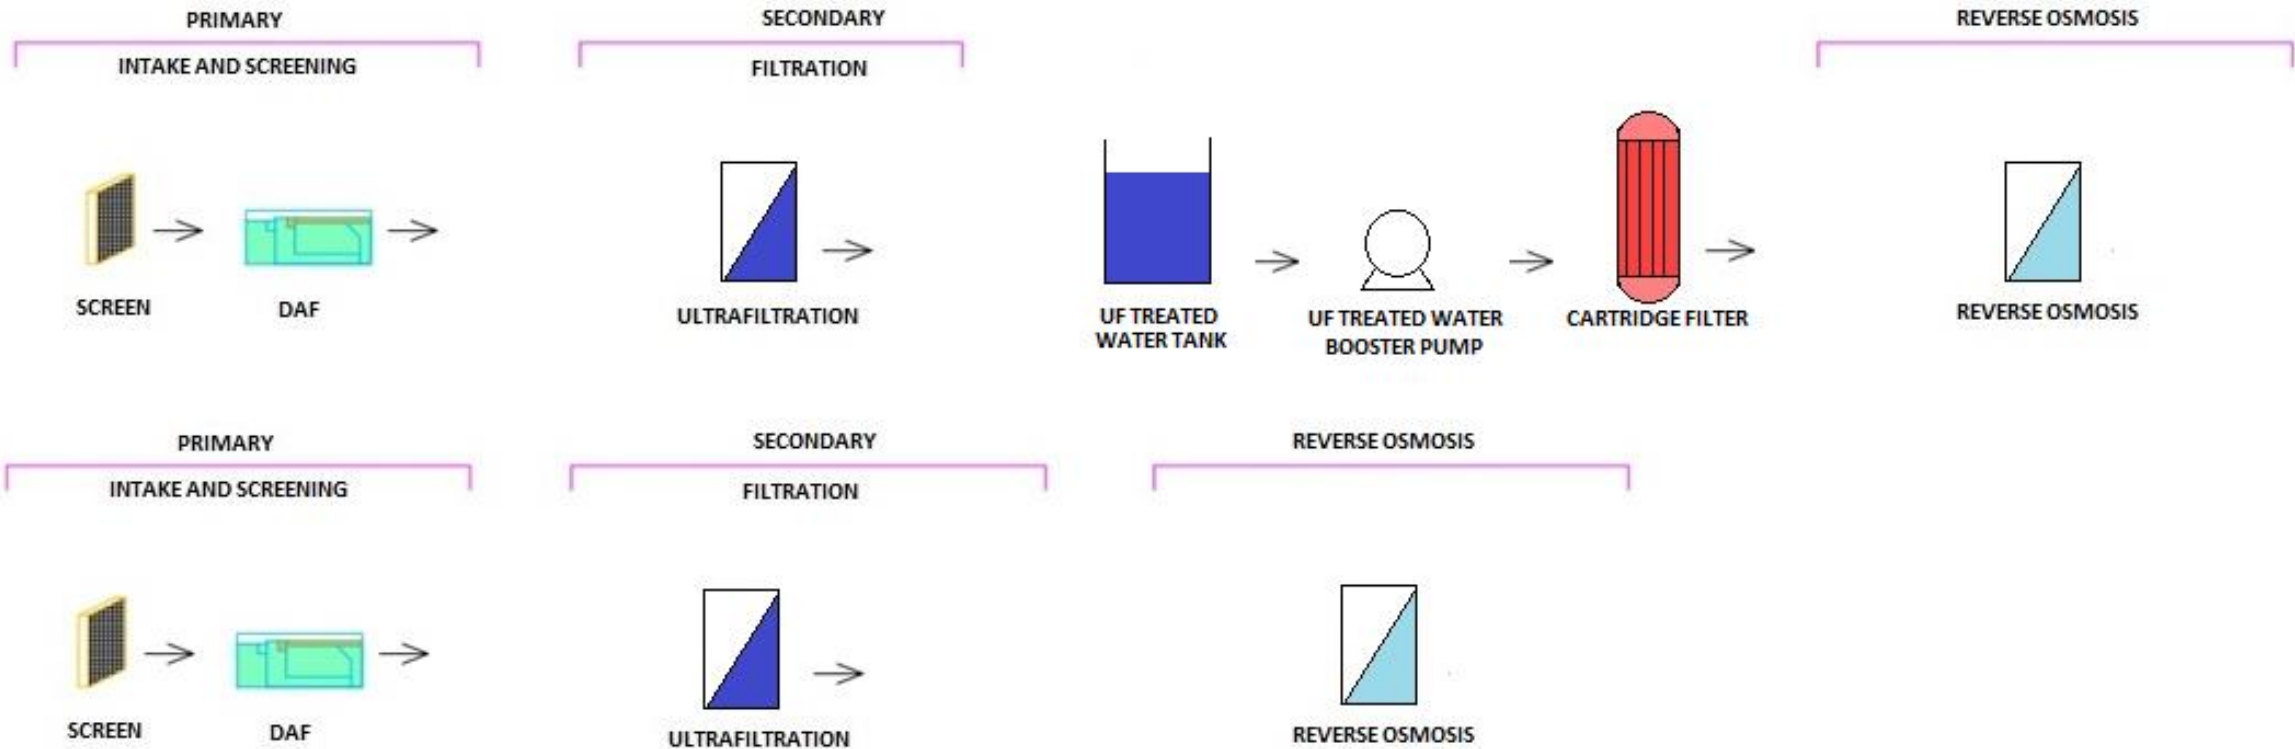 PRIMARY
INTAKE AND SCREENING
SECONDARY
FILTRATION
REVERSE OSMOSIS
SCREEN
DAF
ULTRAFILTRATION
UF TREATED
WATER TANK
UF TREATED WATER
BOOSTER PUMP
CARTRIDGE FILTER
REVERSE OSMOSIS
PRIMARY
INTAKE AND SCREENING
SECONDARY
FILTRATION
REVERSE OSMOSIS
SCREEN
DAF
ULTRAFILTRATION
REVERSE OSMOSIS